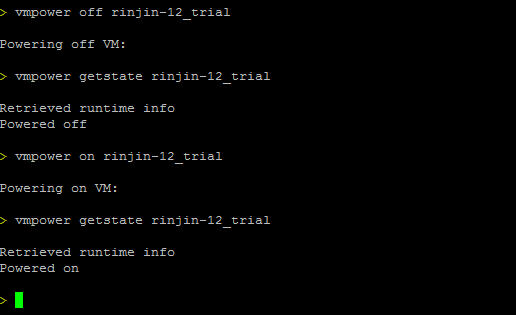 > vmpower off rinjin-12_trial
Powering off VM:
> vmpower getstate rinjin-12_trial
Retrieved runtime info
Powered off
> vmpower on rinjin-12_trial
Powering on VM:
> vmpower getstate rinjin-12_trial
Retrieved runtime info
Powered on
>